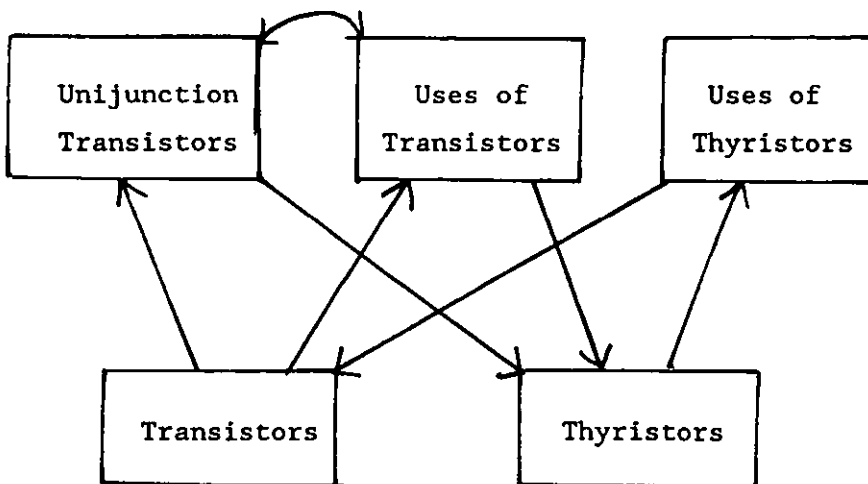 Unijunction
Transistors
Uses of
Transistors
Uses of
Thyristors
Transistors
Thyristors